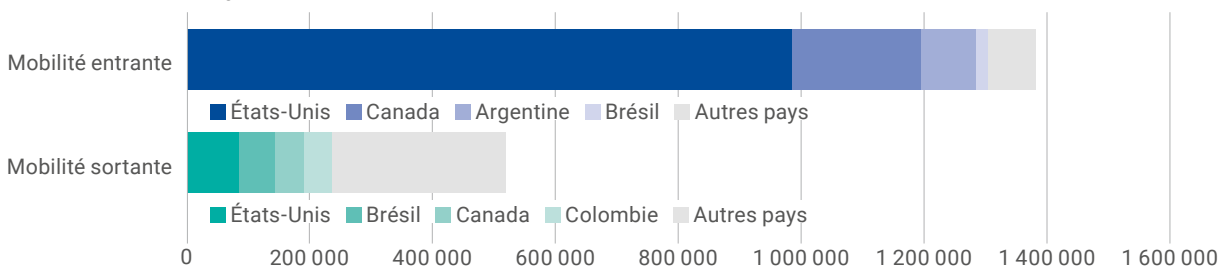 Mobilité entrante
États-Unis Canada Argentine Brésil Autres pays
Mobilité sortante
États-Unis Brésil Canada Colombie Autres pays
0 200 000 400 000 600 000 800 000 1 000 000 1 200 000 1 400 000 1 600 000